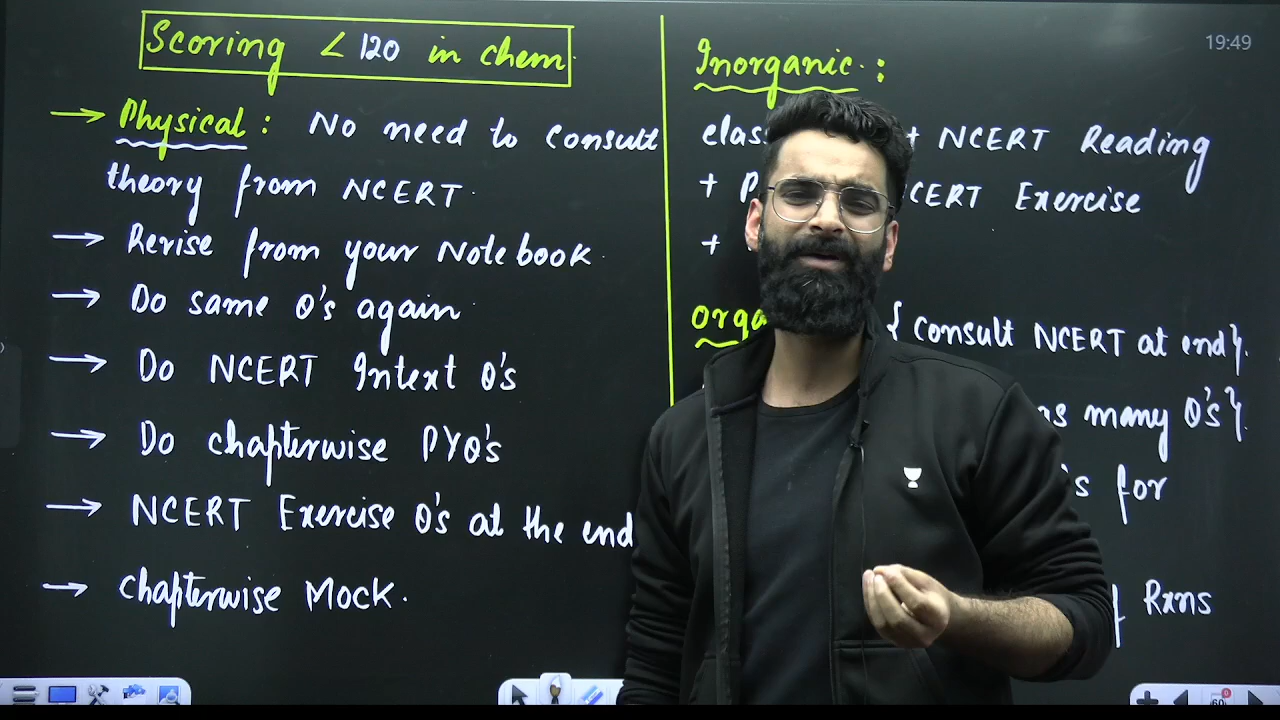 Scoring < 120 in chem.
→ Physical : No need to consult
theory from NCERT.
→ Revise from your Notebook.
→ Do same Q's again.
→ Do NCERT Intext Q's
→ Do chapterwise PYQ's
→ NCERT Exercise Q's at the end
→ chapterwise Mock.
19:49
Inorganic :
+ NCERT Reading
+ Exercise
+
{ consult NCERT at end}.
many Q's}.
for
Rxns